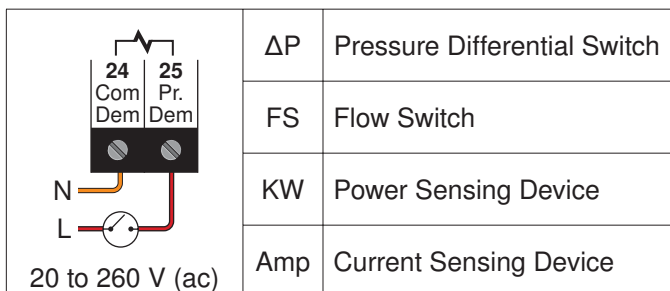 24 25
Com Pr.
Dem Dem
N
L
20 to 260 V (ac)
ΔP Pressure Differential Switch
FS Flow Switch
KW Power Sensing Device
Amp Current Sensing Device